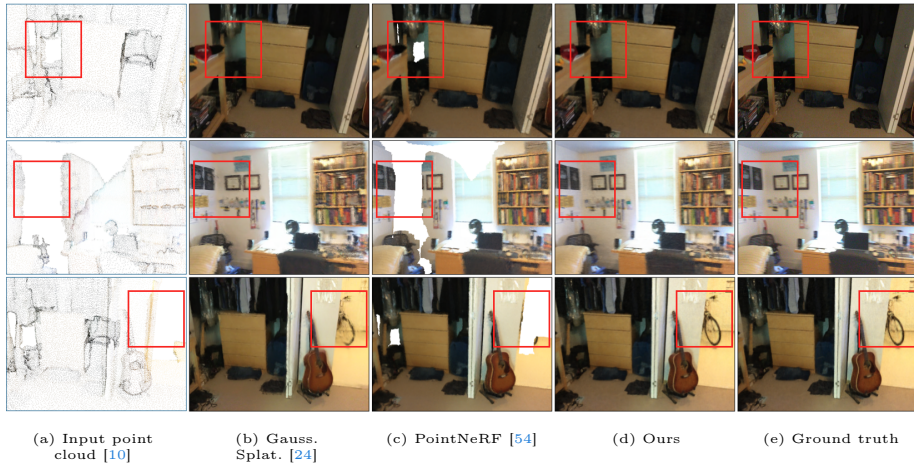 (a) Input point
cloud [10]
(b) Gauss.
Splat. [24]
(c) PointNeRF [54]
(d) Ours
(e) Ground truth